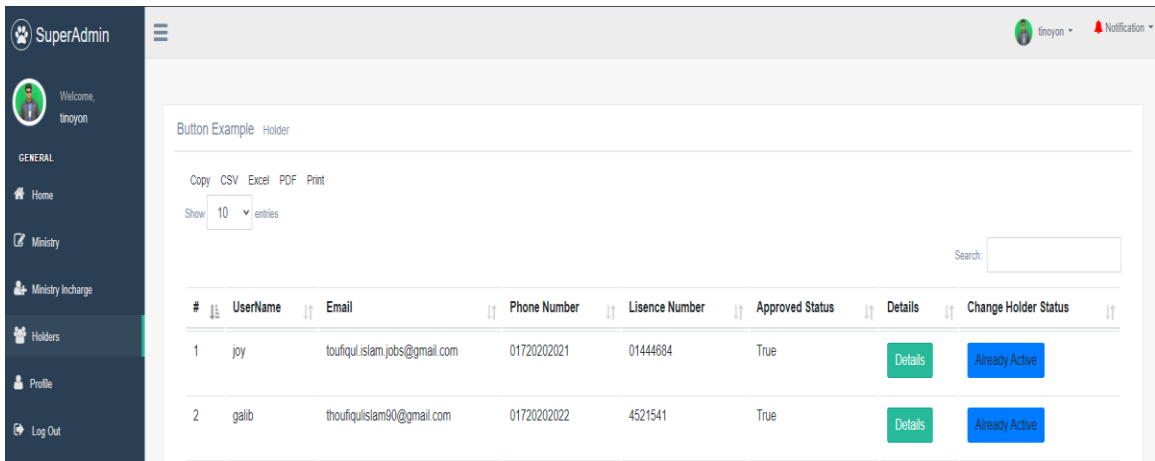 SuperAdmin
Welcome,
tinoyon
GENERAL
Home
Ministry
Ministry Incharge
Holders
Profile
Log Out
tinoyon
Notification
Button Example Holder
Copy CSV Excel PDF Print
Show 10 entries
Search:
# UserName Email Phone Number Lisence Number Approved Status Details Change Holder Status
1 joy toufiqul.islam.jobs@gmail.com 01720202021 01444684 True Details Already Active
2 galib thoufiqulislam90@gmail.com 01720202022 4521541 True Details Already Active